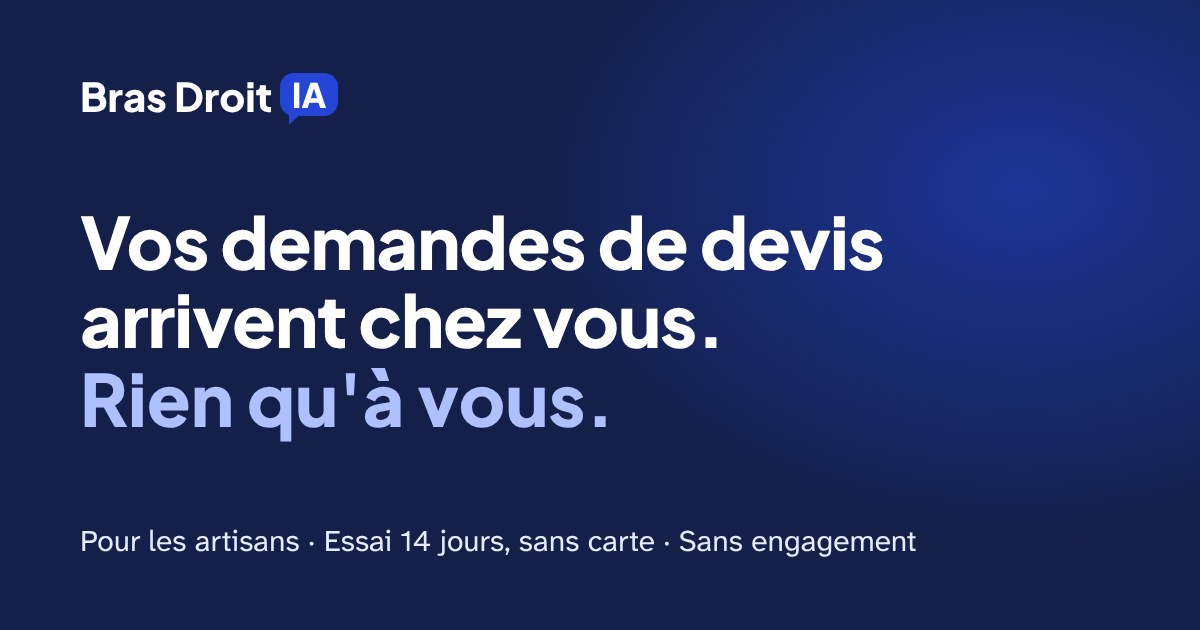 Bras Droit IA
Vos demandes de devis
arrivent chez vous.
Rien qu'à vous.
Pour les artisans · Essai 14 jours, sans carte · Sans engagement